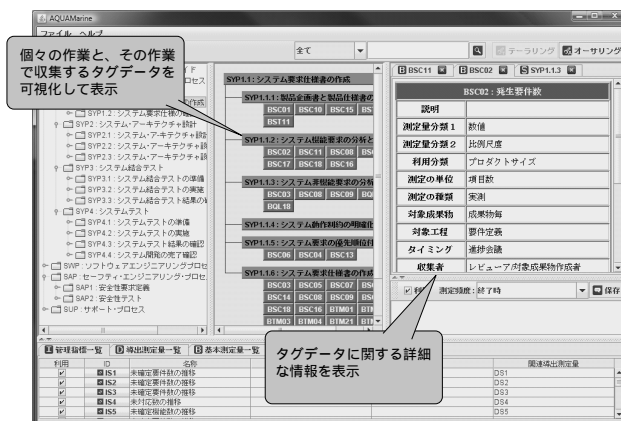 AQUAMarine
ファイル ヘルプ
個々の作業と、その作業
で収集するタグデータを
可視化して表示
全て
テーラリング
オーサリング
SYP1.2:システム要求仕様の確認
SYP2:システム・アーキテクチャ設計
SYP2.1:システム・アーキテクチャ設計
SYP2.2:システム・アーキテクチャ設
SYP2.3:システム・アーキテクチャ設
SYP3:システム結合テスト
SYP3.1:システム結合テストの準備
SYP3.2:システム結合テストの実施
SYP3.3:システム結合テスト結果の
SYP4:システムテスト
SYP4.1:システムテストの準備
SYP4.2:システムテストの実施
SYP4.3:システムテスト結果の確認
SYP4.4:システム開発の完了確認
SWP:ソフトウェアエンジニアリングプロセ
SAP:セーフティ・エンジニアリング・プロセ
SAP1:安全性要求定義
SAP2:安全性テスト
SUP:サポート・プロセス
SYP1.1:システム要求仕様書の作成
SYP1.1.1:製品企画書と製品仕様書の
BSC01 BSC10 BSC15
BST11
SYP1.1.2:システム機能要求の分析と
BSC02 BSC11 BSC08
BSC17 BSC18 BSC16
SYP1.1.3:システム非機能要求の分析
BSC03 BSC08 BSC09
BQL18
SYP1.1.4:システム動作制約の明確化
SYP1.1.5:システム要求の優先順位付
BSC06 BSC04 BSC13
SYP1.1.6:システム要求仕様書の作成
BSC03 BSC05 BSC07
BSC14 BSC08 BSC09
BSC18 BSC16 BTM01
BTM03 BTM04 BTM21
BSC11 BSC02 SYP1.1.3
BSC02:発生要件数
説明
測定量分類1 数値
測定量分類2 比例尺度
利用分類 プロダクトサイズ
測定の単位 項目数
測定の種類 実測
対象成果物 成果物毎
対象工程 要件定義
タイミング 進捗会議
収集者 レビューア/対象成果物作成者
測定頻度:終了時
保存
タグデータに関する詳細
な情報を表示
管理指標一覧 導出測定量一覧 基本測定量一覧
利用 ID 名称 関連導出測定量
IS1 未確定要件数の推移 DS1
IS2 未確定要件数の推移 DS2
IS3 未確定要件数の推移 DS3
IS4 未対応数の推移 DS4
IS5 未確定機能数の推移 DS5